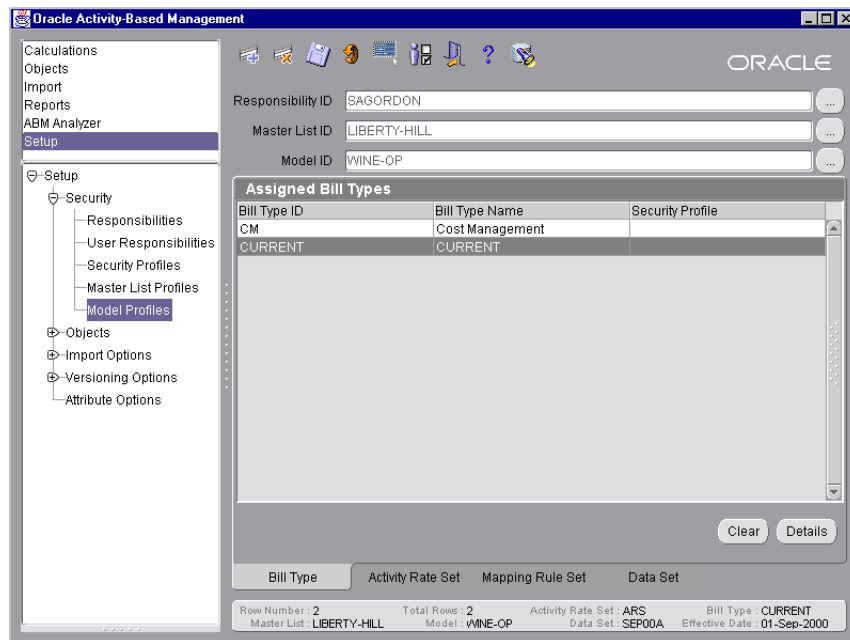 Oracle Activity-Based Management
Calculations
Objects
Import
Reports
ABM Analyzer
Setup
ORACLE
Responsibility ID SAGORDON ...
Master List ID LIBERTY-HILL ...
Model ID WINE-OP ...
Setup
Security
Responsibilities
User Responsibilities
Security Profiles
Master List Profiles
Model Profiles
Objects
Import Options
Versioning Options
Attribute Options
Assigned Bill Types
Bill Type ID Bill Type Name Security Profile
CM Cost Management
CURRENT CURRENT
Clear Details
Bill Type Activity Rate Set Mapping Rule Set Data Set
Row Number : 2 Total Rows : 2 Activity Rate Set : ARS Bill Type : CURRENT
Master List : LIBERTY-HILL Model : WINE-OP Data Set : SEP00A Effective Date : 01-Sep-2000